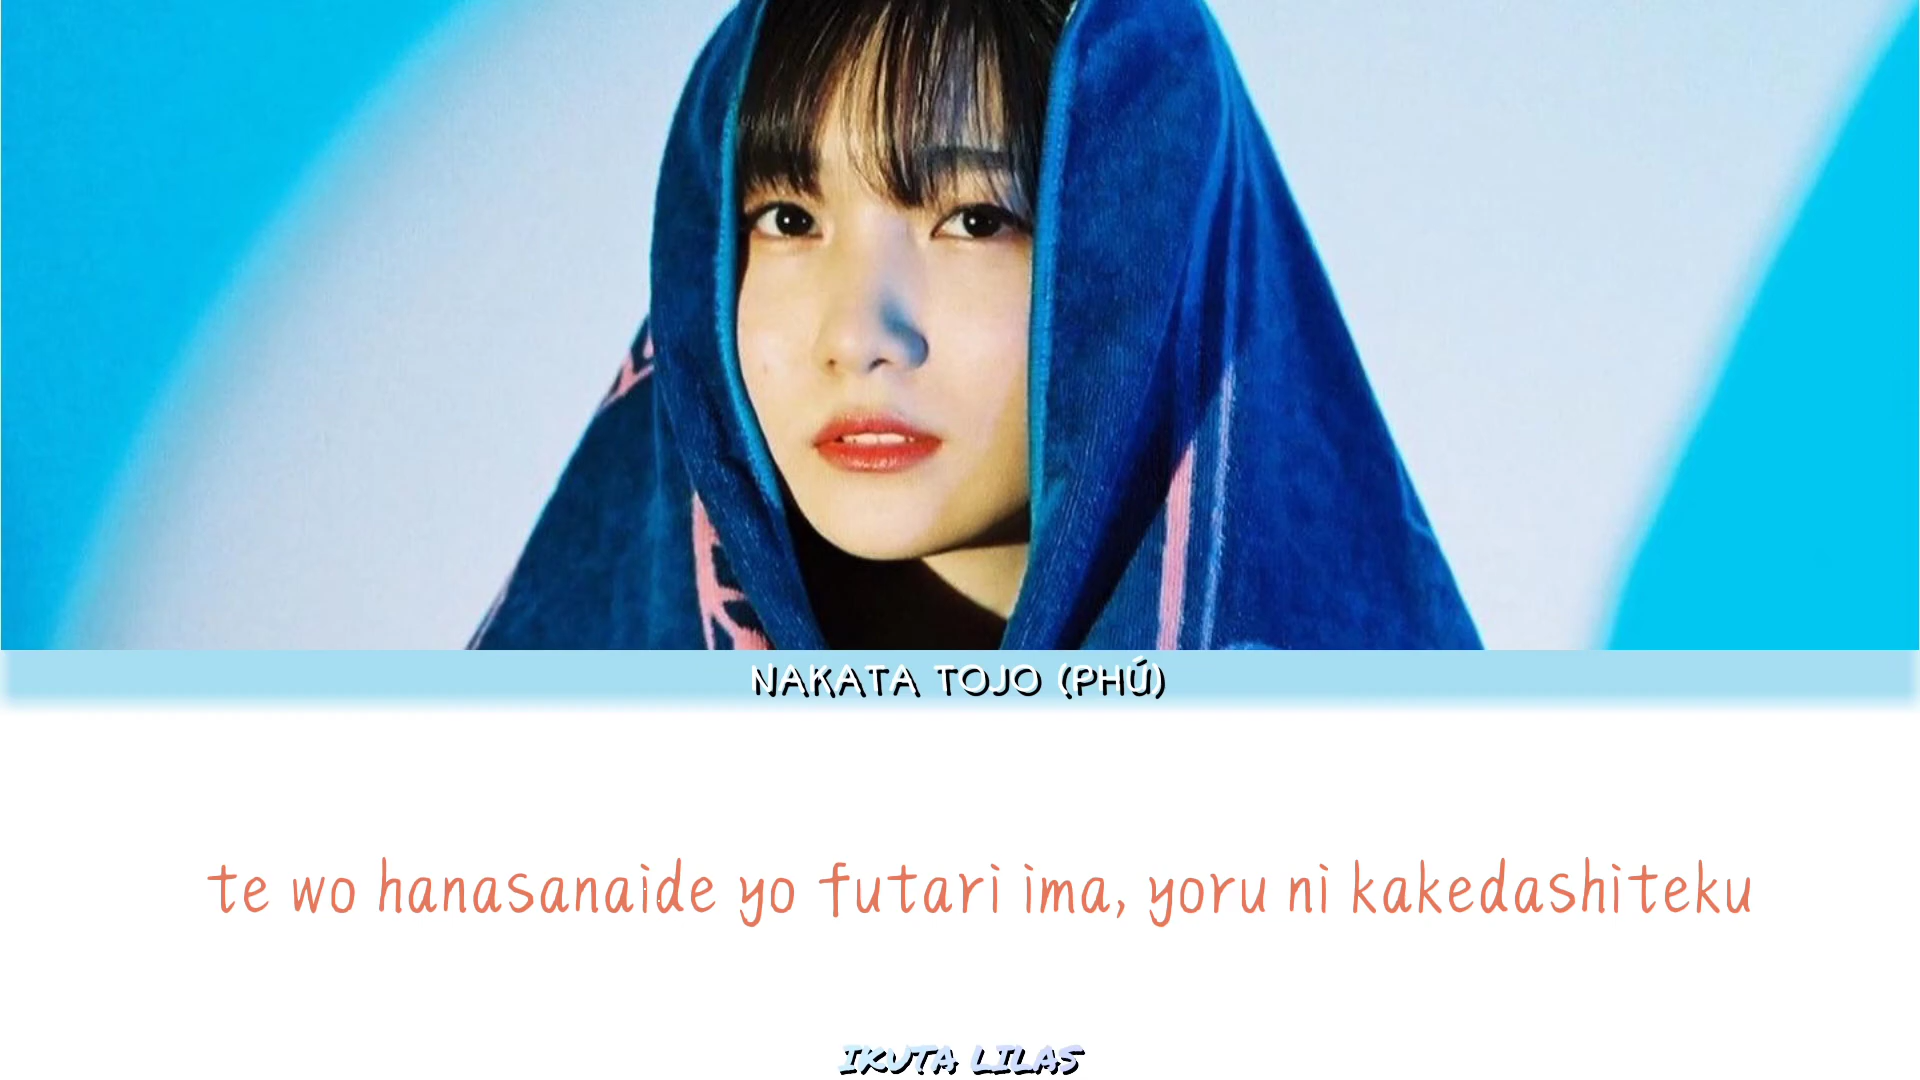 NAKATA TOJO (PHÚ)
te wo hanasanaide yo futari ima, yoru ni kakedashiteku
IKUTA LILAS